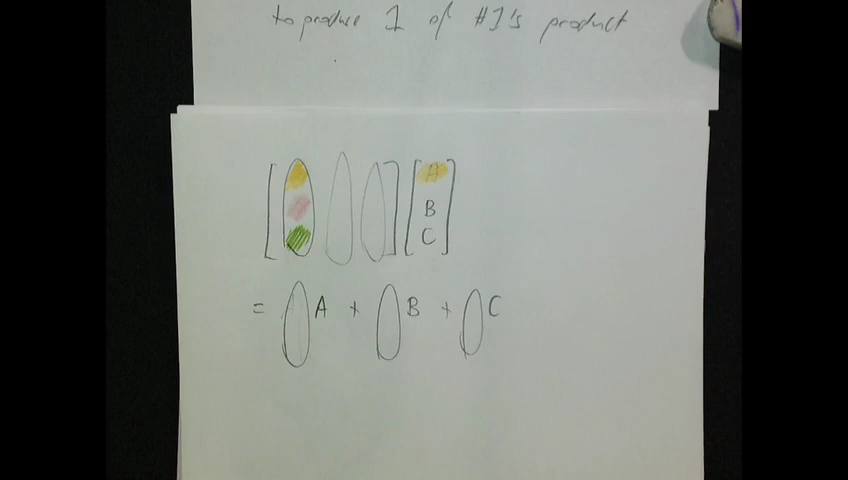 to produce 1 of #1's product
[ ] [ A
B
C ]
= A + B + C